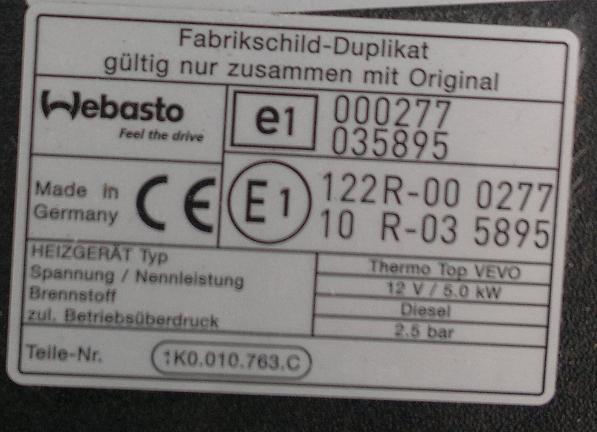 Fabrikschild-Duplikat
gültig nur zusammen mit Original
Webasto
Feel the drive
e1
000277
035895
Made in
Germany
CE
E1
122R-00 0277
10 R-03 5895
HEIZGERÄT Typ
Thermo Top VEVO
Spannung / Nennleistung
12 V / 5.0 kW
Brennstoff
Diesel
zul. Betriebsüberdruck
2.5 bar
Teile-Nr.
1K0.010.763.C